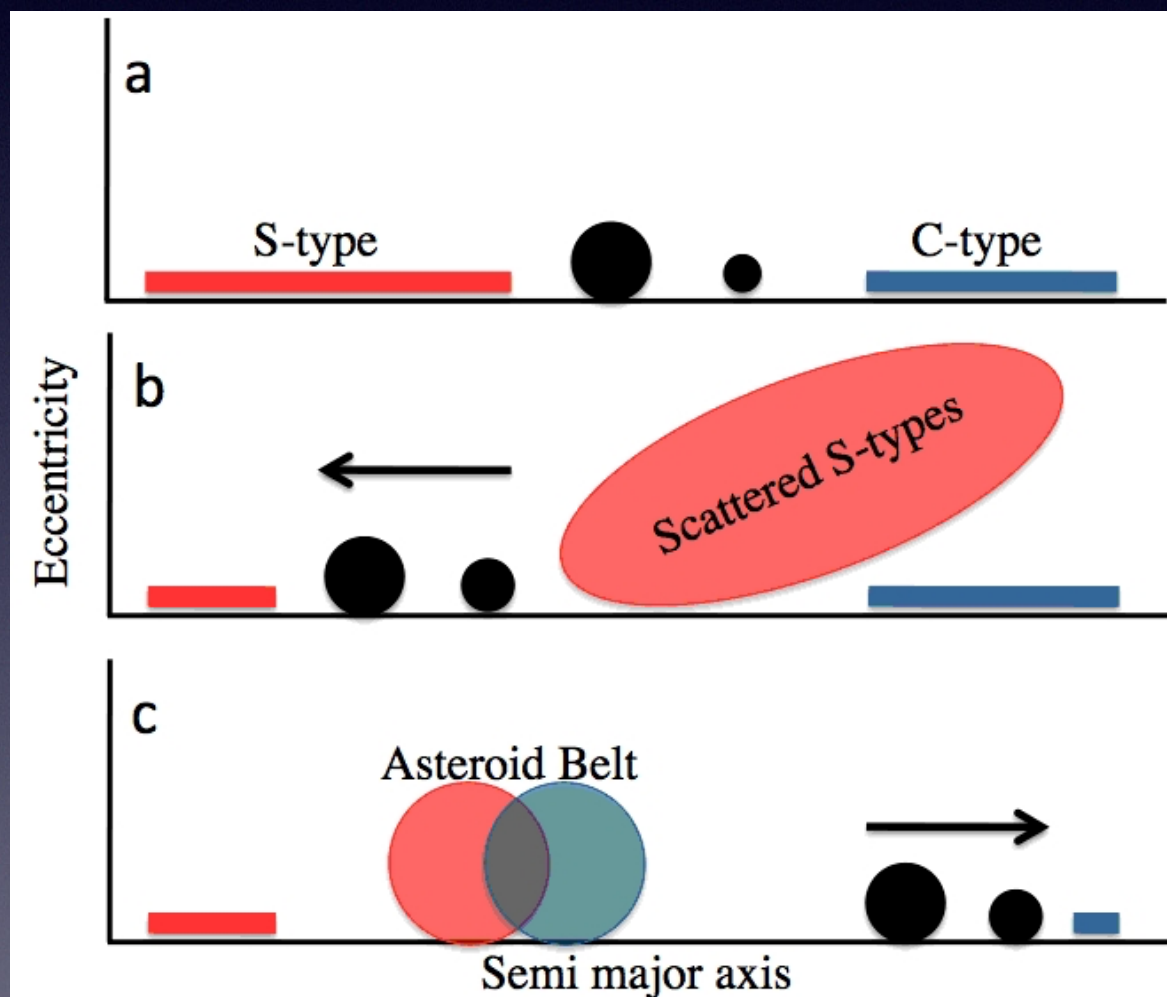 a
S-type
C-type
Eccentricity
b
Scattered S-types
c
Asteroid Belt
Semi major axis